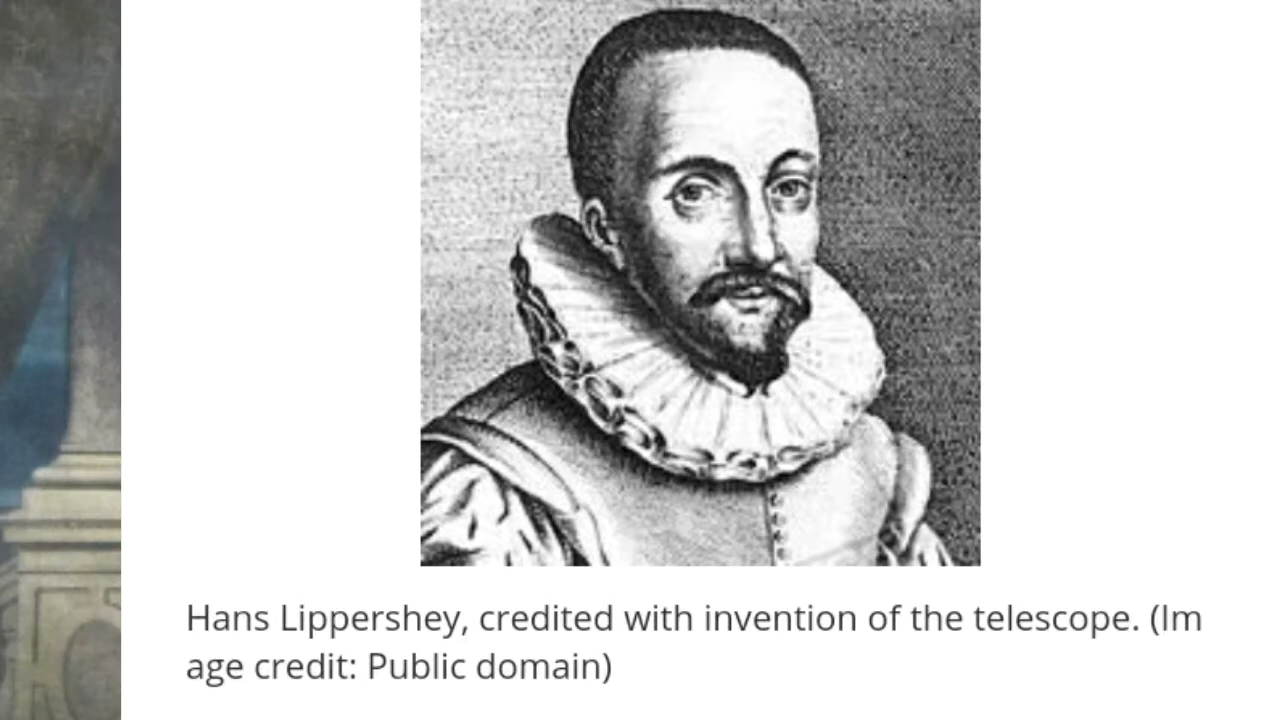 Hans Lippershey, credited with invention of the telescope. (Im
age credit: Public domain)